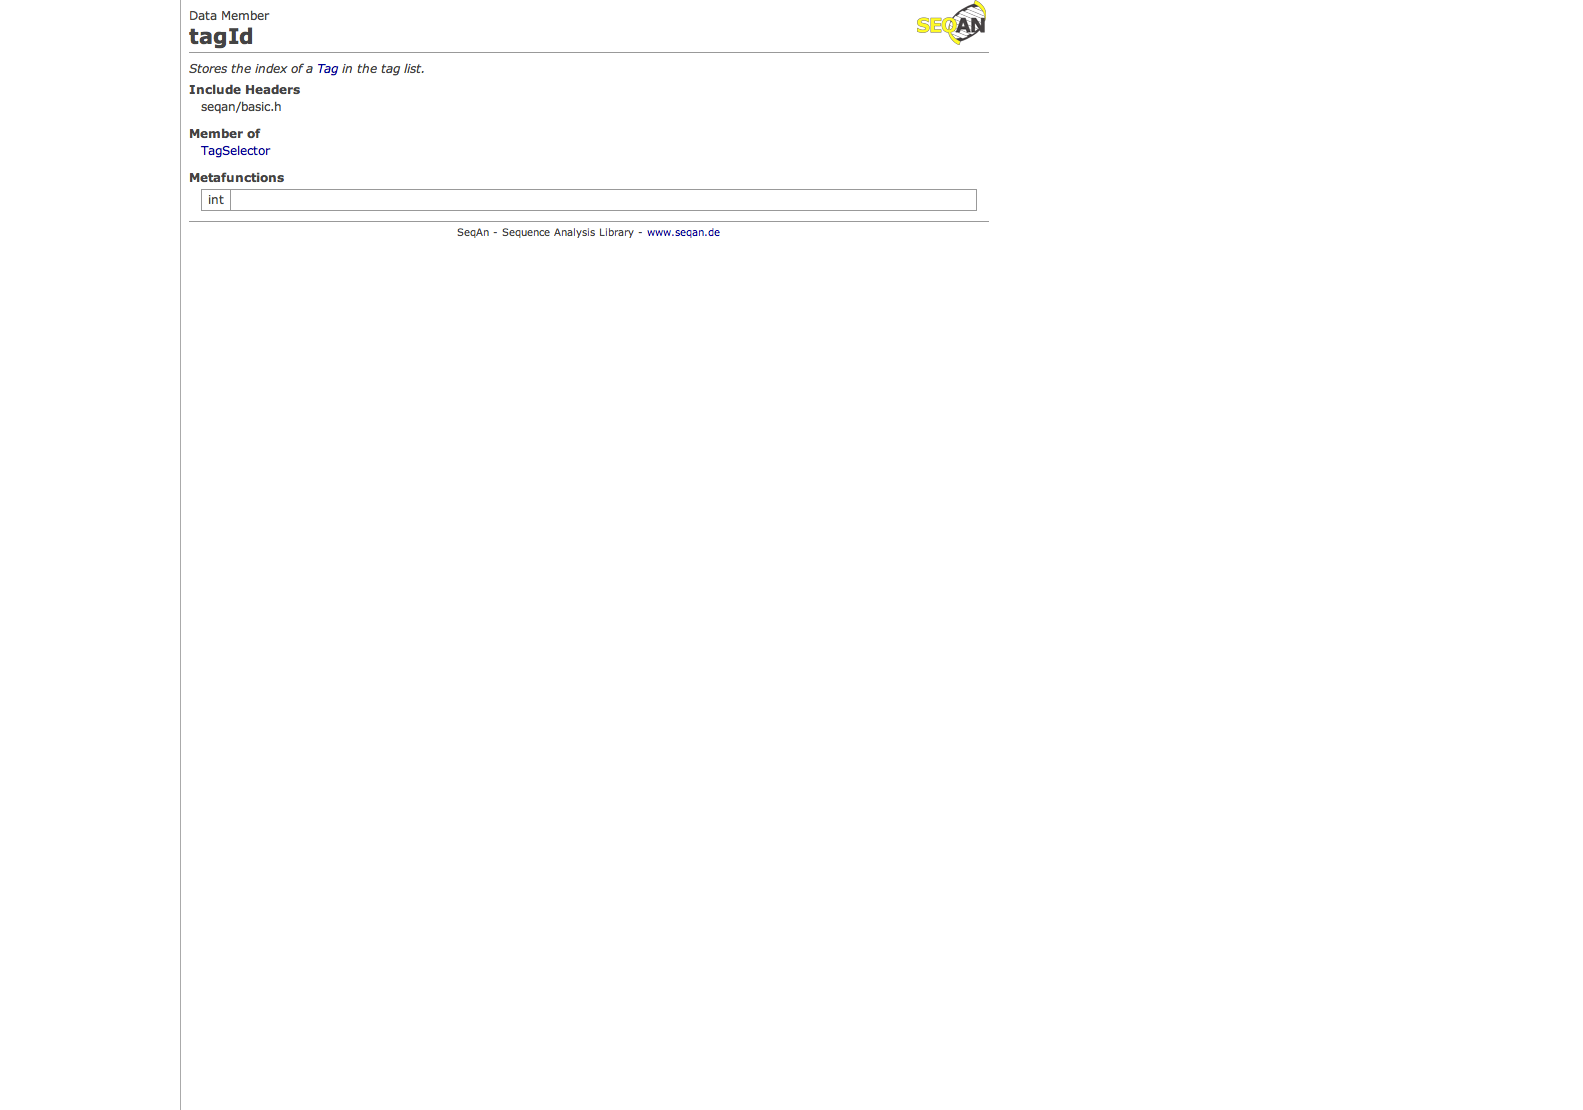 Data Member
SEQAN
tagId
Stores the index of a Tag in the tag list.
Include Headers
seqan/basic.h
Member of
TagSelector
Metafunctions
int
SeqAn - Sequence Analysis Library - www.seqan.de